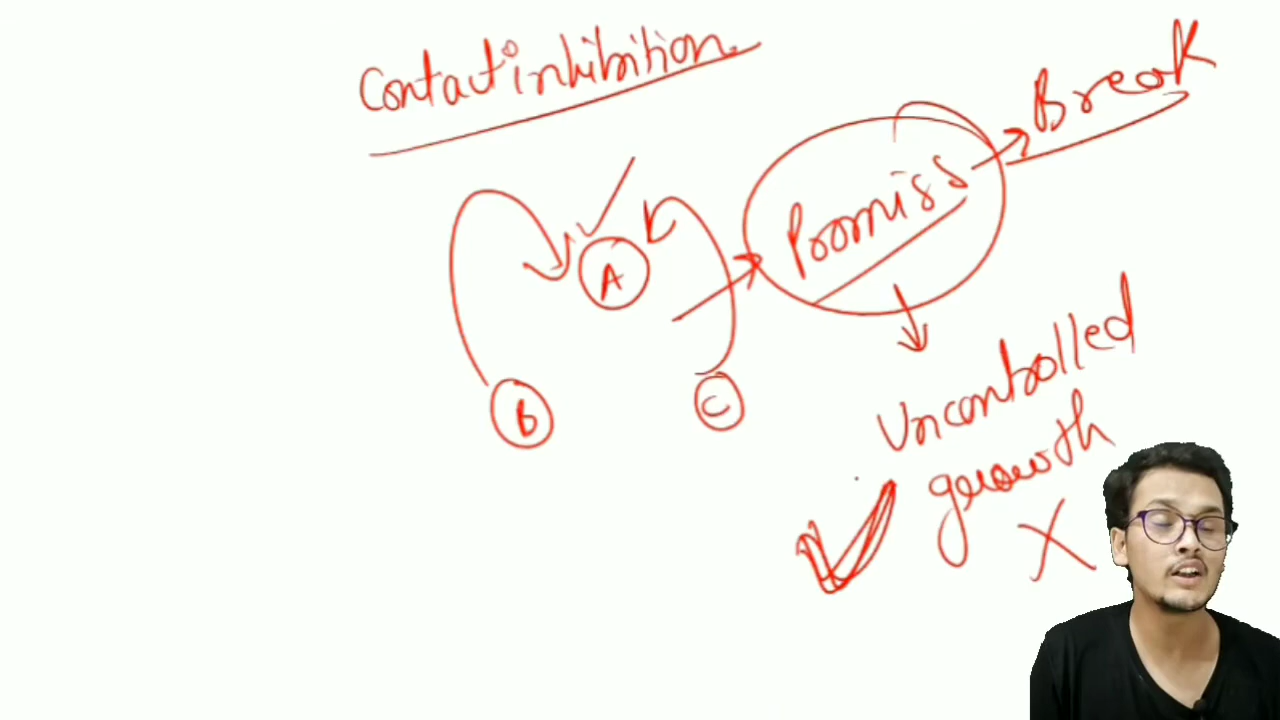 Contact inhibition
Break
Promiss
A
B
C
Uncontrolled
growth
X